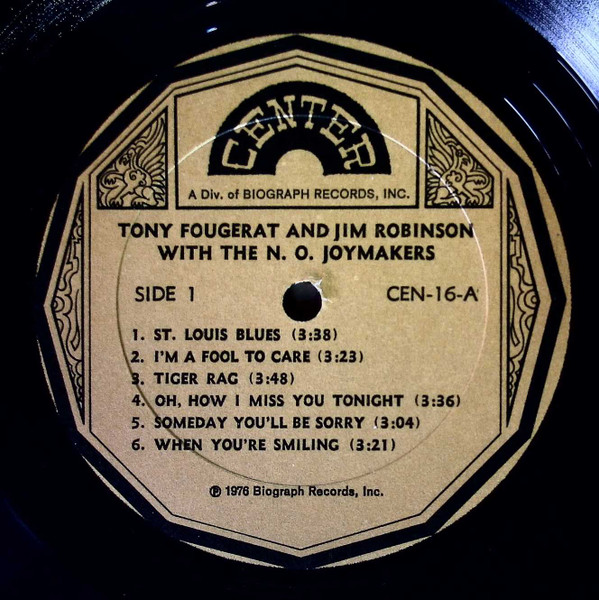 CENTER
A Div. of BIOGRAPH RECORDS, INC.
TONY FOUGERAT AND JIM ROBINSON
WITH THE N. O. JOYMAKERS
SIDE 1 CEN-16-A
1. ST. LOUIS BLUES (3:38)
2. I'M A FOOL TO CARE (3:23)
3. TIGER RAG (3:48)
4. OH, HOW I MISS YOU TONIGHT (3:36)
5. SOMEDAY YOU'LL BE SORRY (3:04)
6. WHEN YOU'RE SMILING (3:21)
℗ 1976 Biograph Records, Inc.